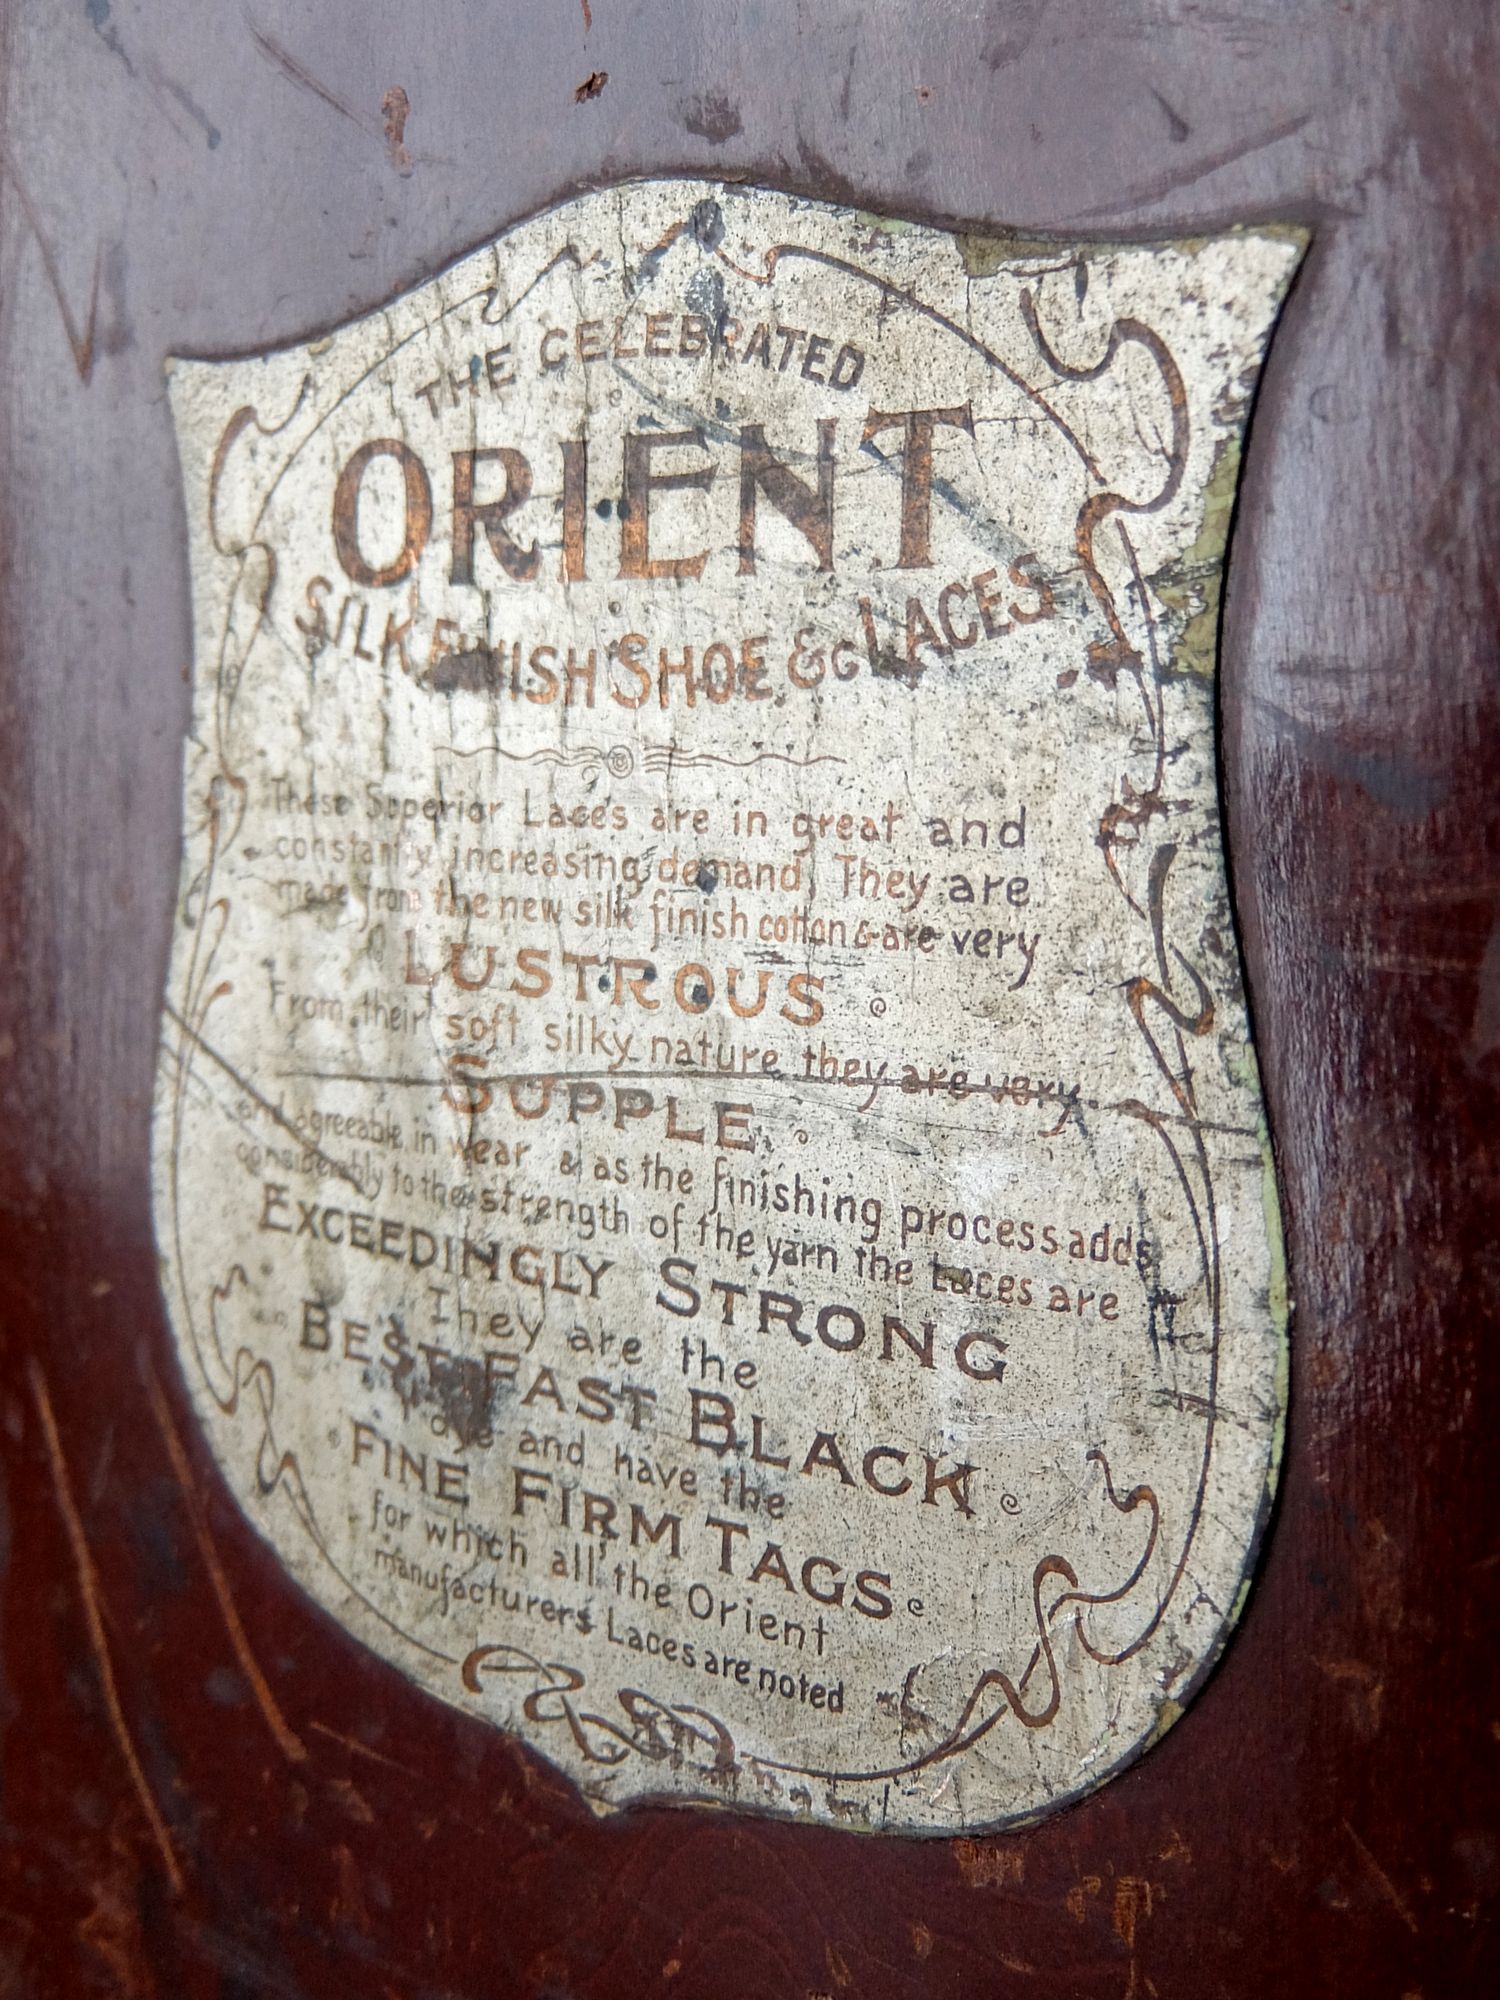 THE CELEBRATED
ORIENT
SILK FINISH SHOE & LACES
These Superior Laces are in great and
constantly increasing demand, They are
made from the new silk finish cotton & are very
LUSTROUS
From their soft silky nature they are very
SUPPLE
and agreeable in wear & as the finishing process adds
considerably to the strength of the yarn the Laces are
EXCEEDINGLY STRONG
They are the
BEST FAST BLACK
dye and have the
FINE FIRM TAGS
for which all the Orient
manufacturers Laces are noted